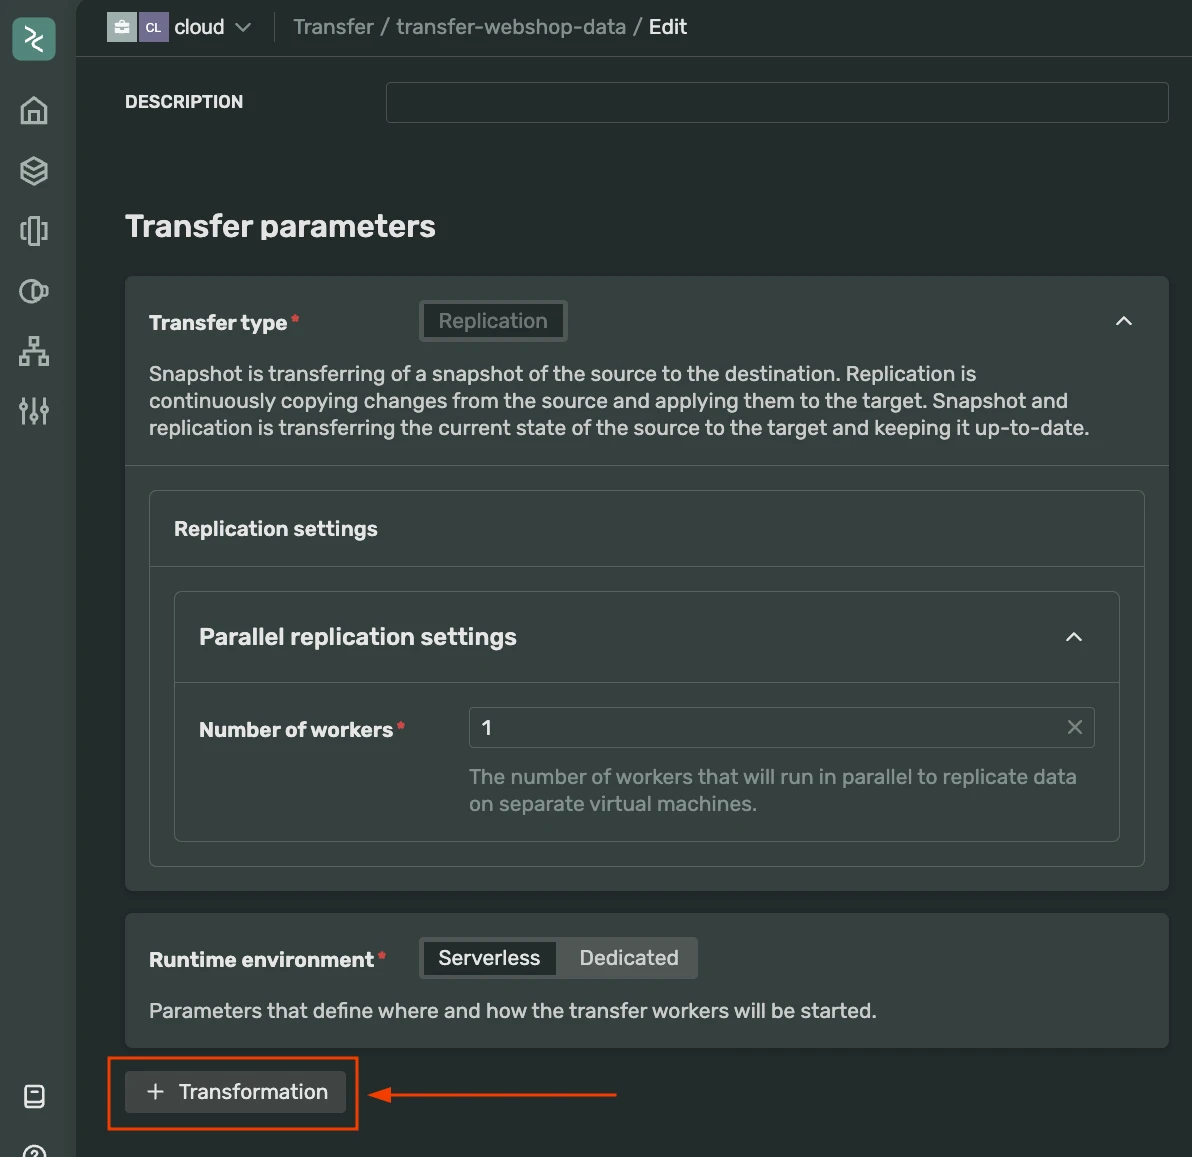 CL cloud Transfer / transfer-webshop-data / Edit
DESCRIPTION
Transfer parameters
Transfer type* Replication
Snapshot is transferring of a snapshot of the source to the destination. Replication is
continuously copying changes from the source and applying them to the target. Snapshot and
replication is transferring the current state of the source to the target and keeping it up-to-date.
Replication settings
Parallel replication settings
Number of workers* 1
The number of workers that will run in parallel to replicate data
on separate virtual machines.
Runtime environment* Serverless Dedicated
Parameters that define where and how the transfer workers will be started.
+ Transformation